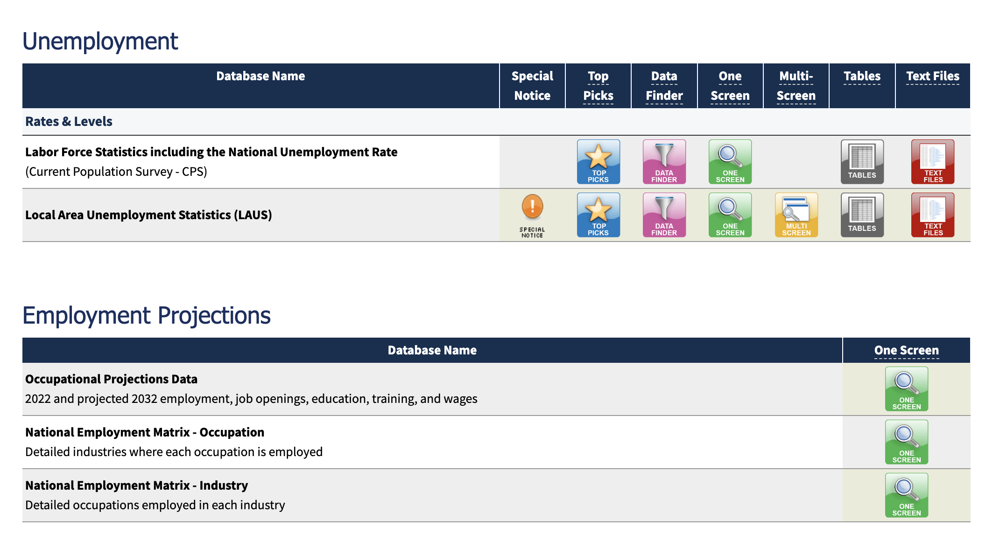 Unemployment
Database Name
Special
Notice
Top
Picks
Data
Finder
One
Screen
Multi-
Screen
Tables
Text Files
Rates & Levels
Labor Force Statistics including the National Unemployment Rate
(Current Population Survey - CPS)
TOP
PICKS
DATA
FINDER
ONE
SCREEN
TABLES
TEXT
FILES
Local Area Unemployment Statistics (LAUS)
SPECIAL
NOTICE
TOP
PICKS
DATA
FINDER
ONE
SCREEN
MULTI
SCREEN
TABLES
TEXT
FILES
Employment Projections
Database Name
One Screen
Occupational Projections Data
2022 and projected 2032 employment, job openings, education, training, and wages
ONE
SCREEN
National Employment Matrix - Occupation
Detailed industries where each occupation is employed
ONE
SCREEN
National Employment Matrix - Industry
Detailed occupations employed in each industry
ONE
SCREEN